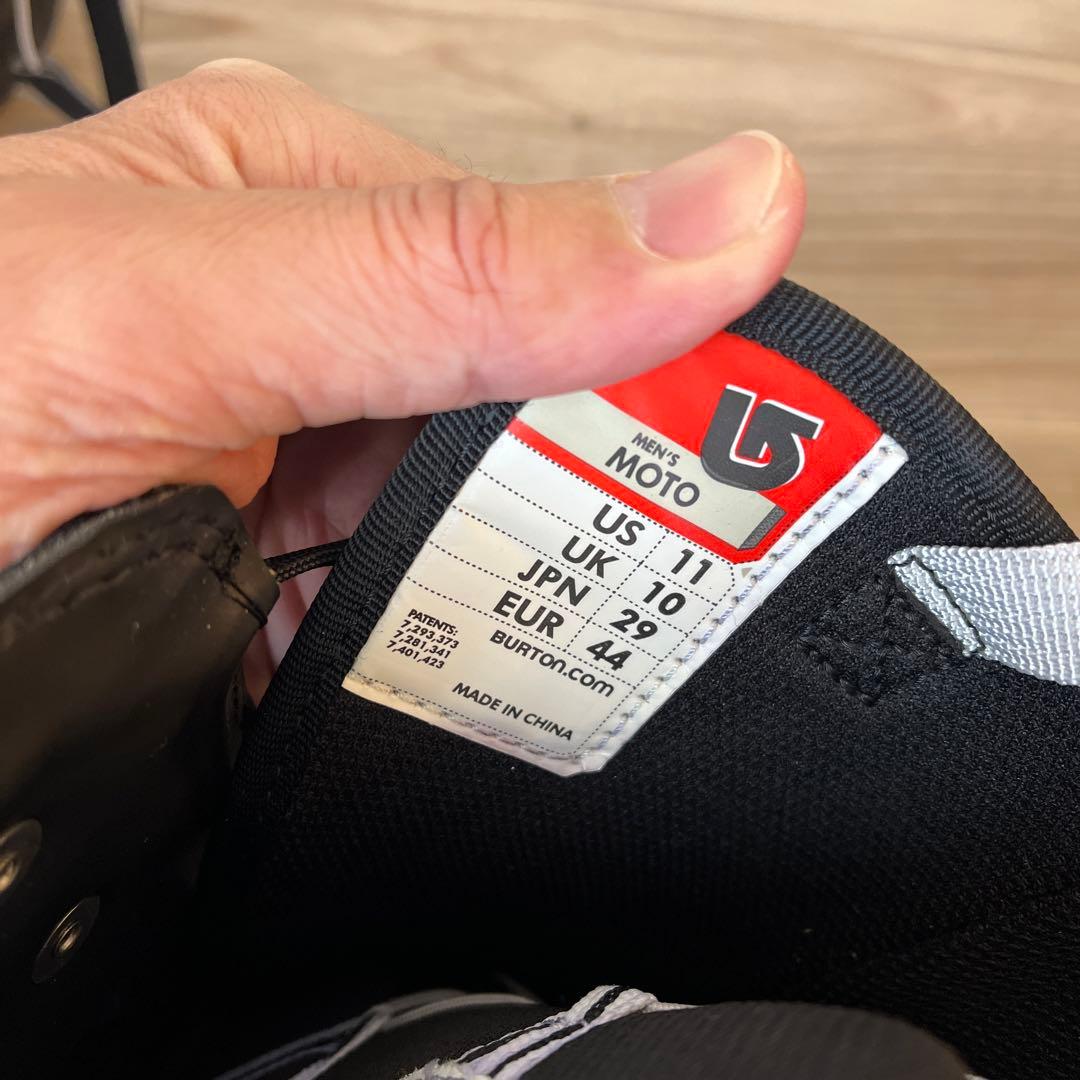 MEN'S
MOTO
US 11
UK 10
JPN 29
EUR 44
PATENTS:
7,293,373
7,281,341
7,401,423
BURTON.com
MADE IN CHINA